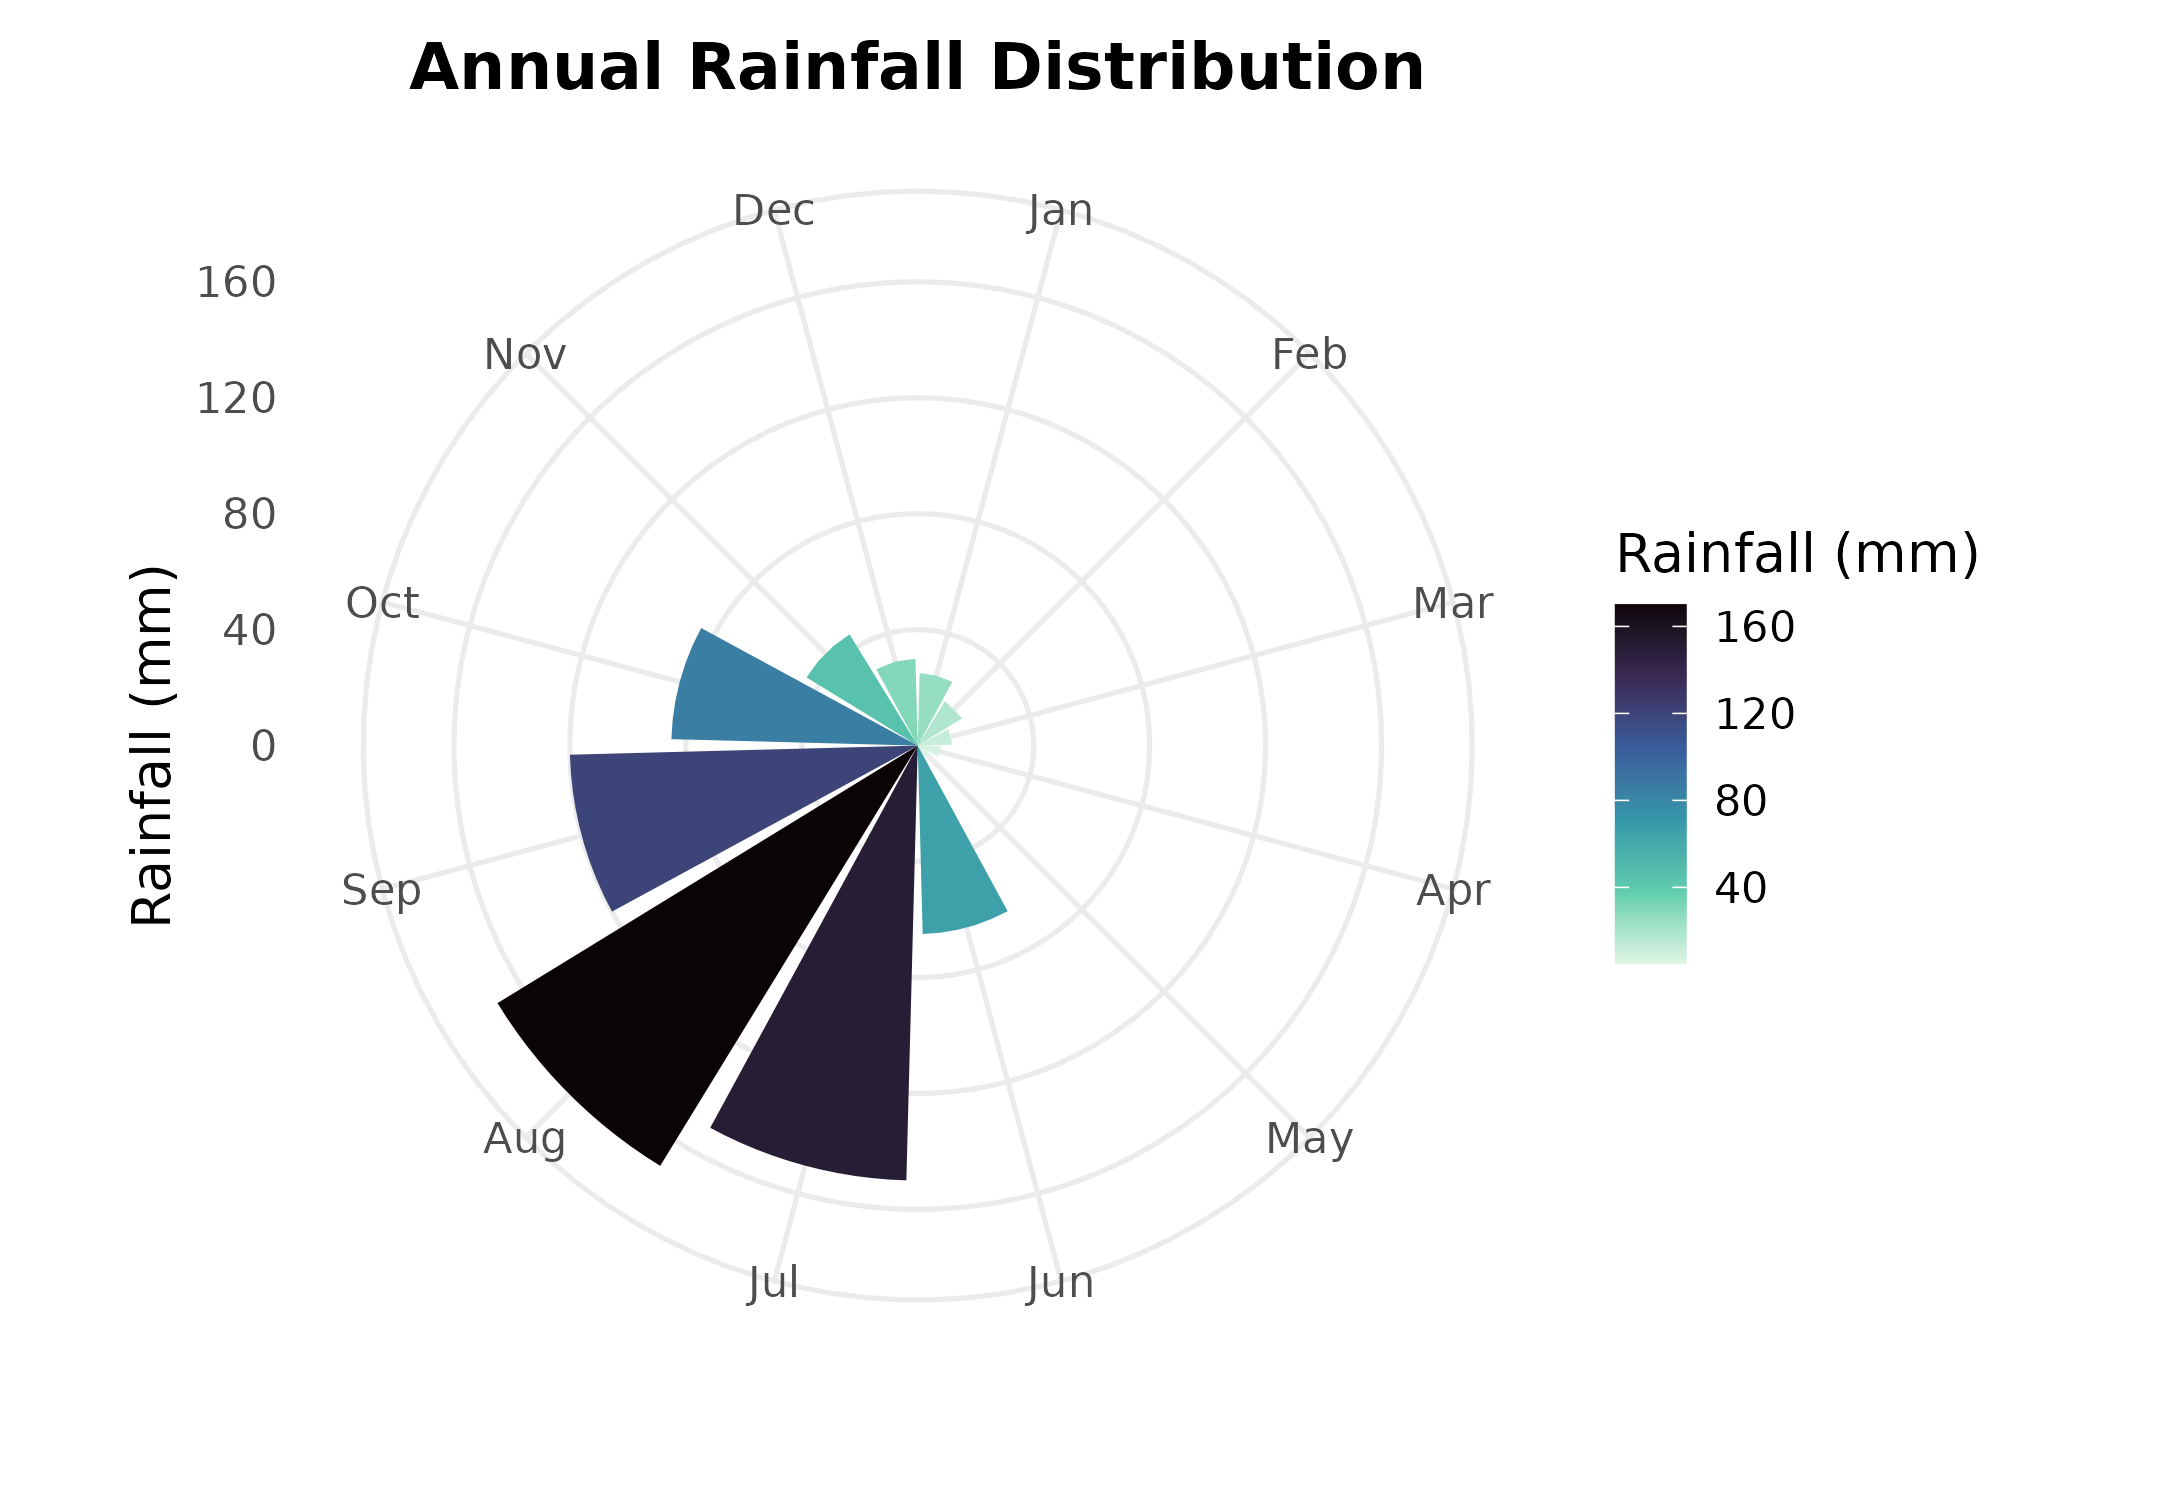 Annual Rainfall Distribution
Dec
Jan
160
Nov
Feb
120
80
Rainfall (mm)
Oct
Mar
160
40
120
0
80
Rainfall (mm)
Sep
Apr
40
Aug
May
Jul
Jun